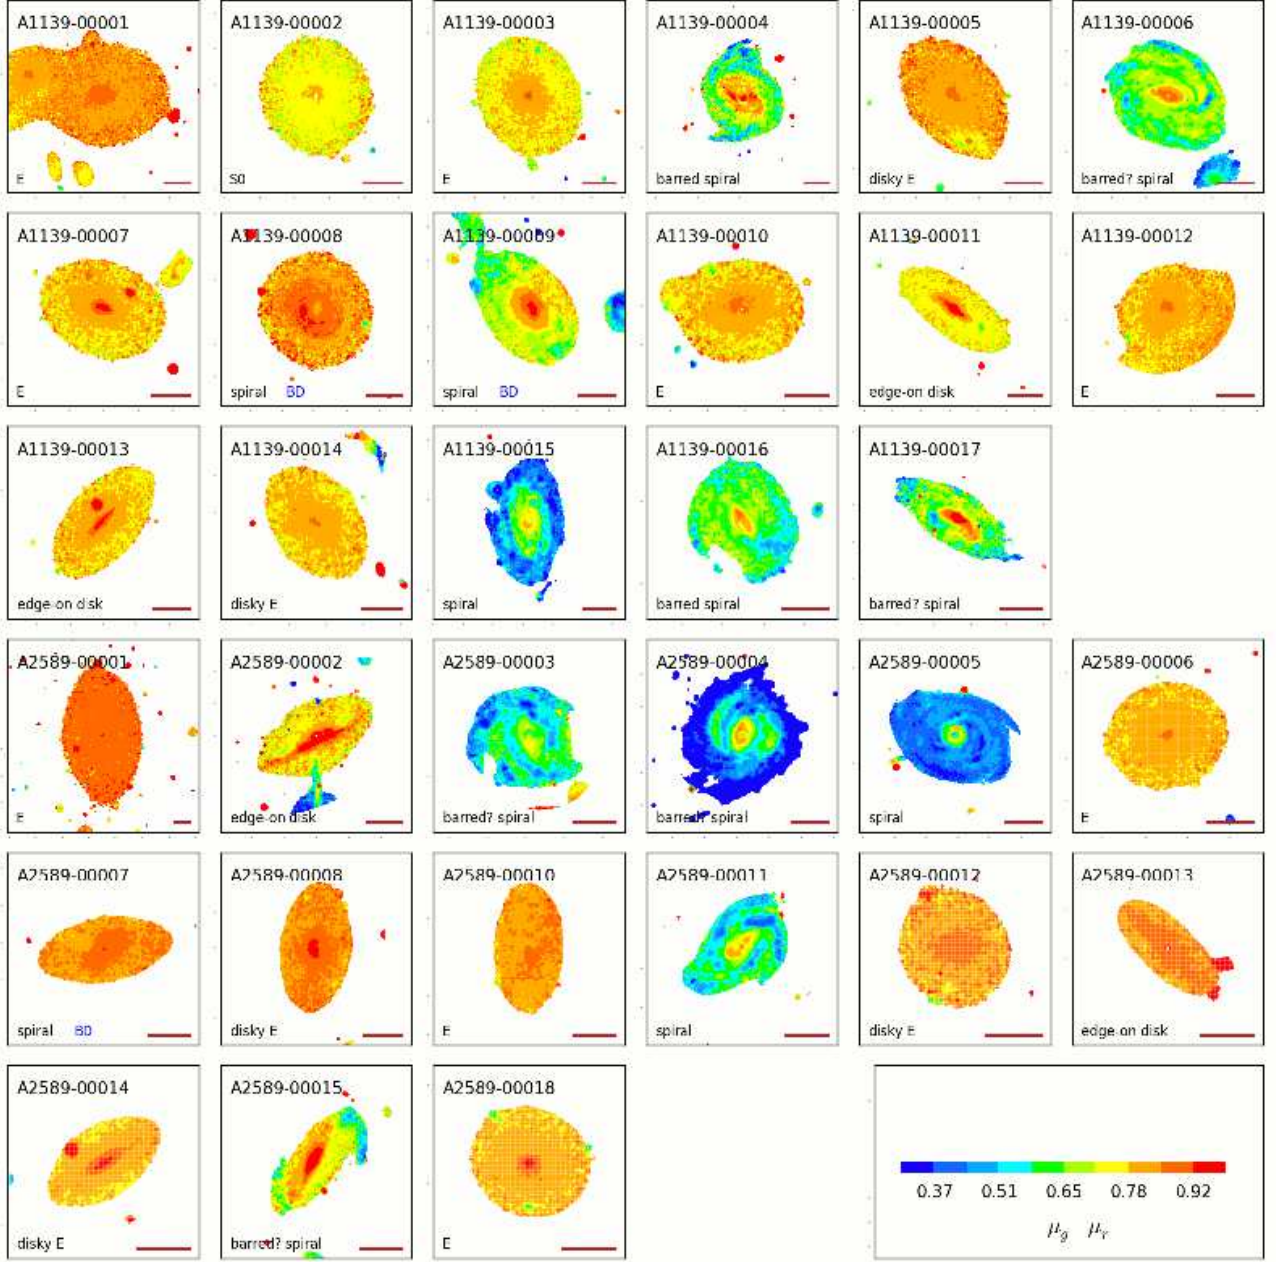 A1139-00001
E
A1139-00002
S0
A1139-00003
E
A1139-00004
barred spiral
A1139-00005
disky E
A1139-00006
barred? spiral
A1139-00007
E
A1139-00008
spiral BD
A1139-00009
spiral BD
A1139-00010
E
A1139-00011
edge-on disk
A1139-00012
E
A1139-00013
edge-on disk
A1139-00014
disky E
A1139-00015
spiral
A1139-00016
barred spiral
A1139-00017
barred? spiral
A2589-00001
E
A2589-00002
edge-on disk
A2589-00003
barred? spiral
A2589-00004
barred? spiral
A2589-00005
spiral
A2589-00006
E
A2589-00007
spiral BD
A2589-00008
disky E
A2589-00010
E
A2589-00011
spiral
A2589-00012
disky E
A2589-00013
edge-on disk
A2589-00014
disky E
A2589-00015
barred? spiral
A2589-00018
E
0.37 0.51 0.65 0.78 0.92
μg μr